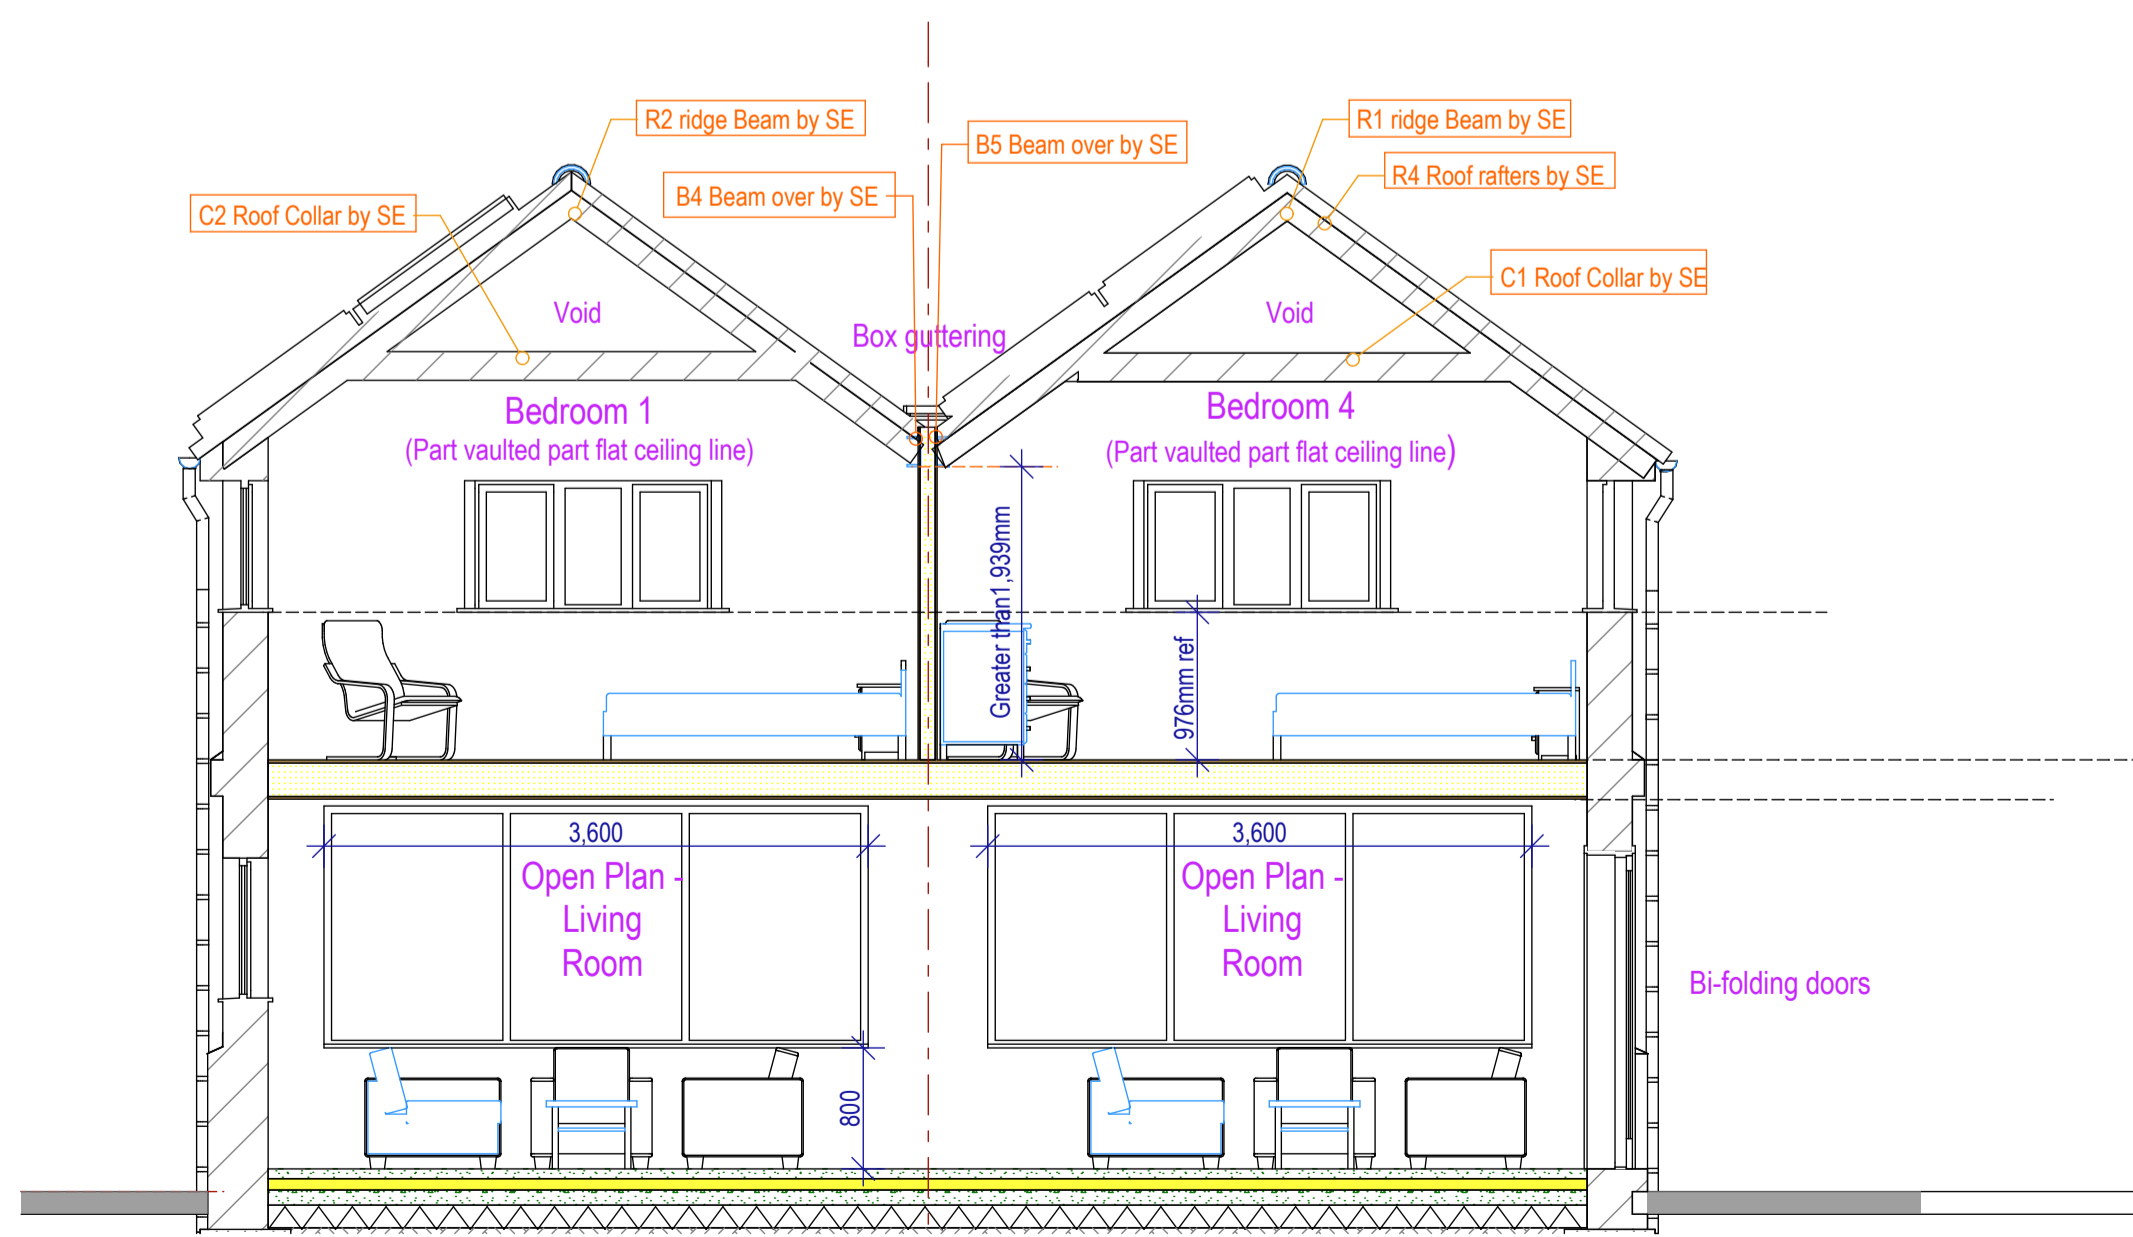 R2 ridge Beam by SE
R1 ridge Beam by SE
B5 Beam over by SE
R4 Roof rafters by SE
B4 Beam over by SE
C2 Roof Collar by SE
C1 Roof Collar by SE
Void
Box guttering
Void
Bedroom 1
(Part vaulted part flat ceiling line)
Bedroom 4
(Part vaulted part flat ceiling line)
Greater than1,939mm
976mm ref
3,600
3,600
Open Plan -
Living
Room
Open Plan -
Living
Room
Bi-folding doors
800